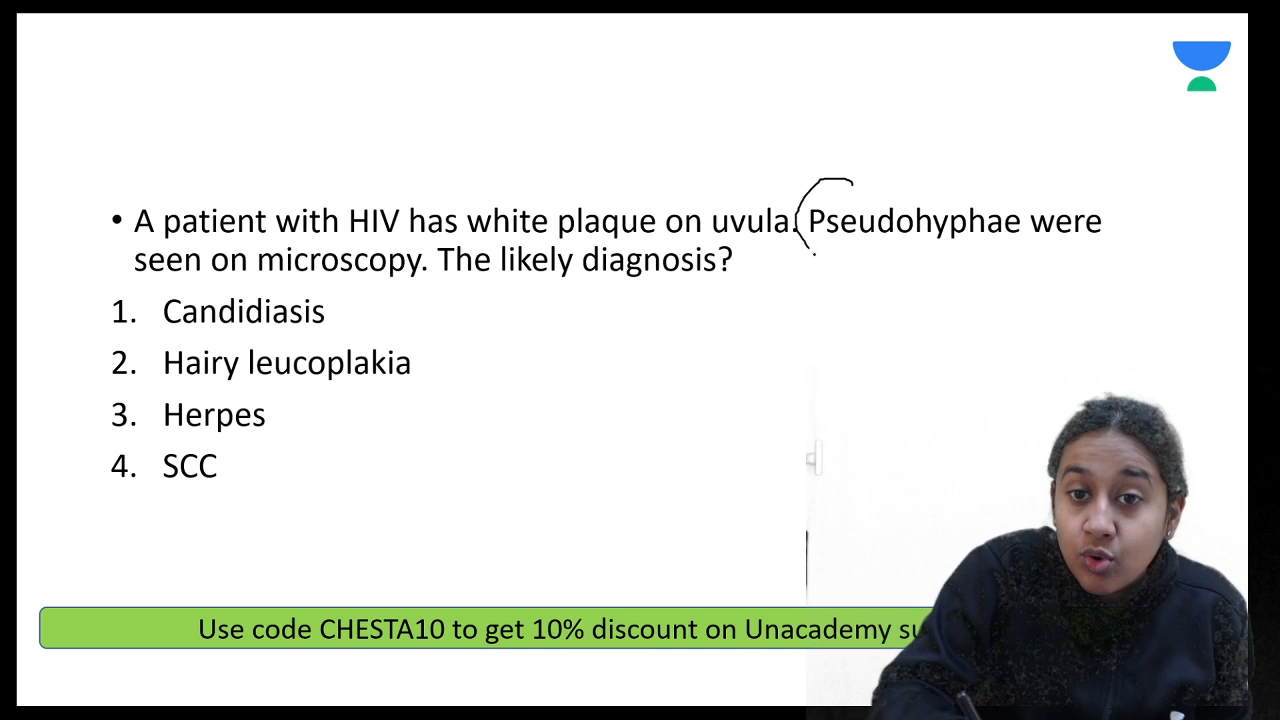 • A patient with HIV has white plaque on uvula. Pseudohyphae were
seen on microscopy. The likely diagnosis?
1. Candidiasis
2. Hairy leucoplakia
3. Herpes
4. SCC
Use code CHESTA10 to get 10% discount on Unacademy